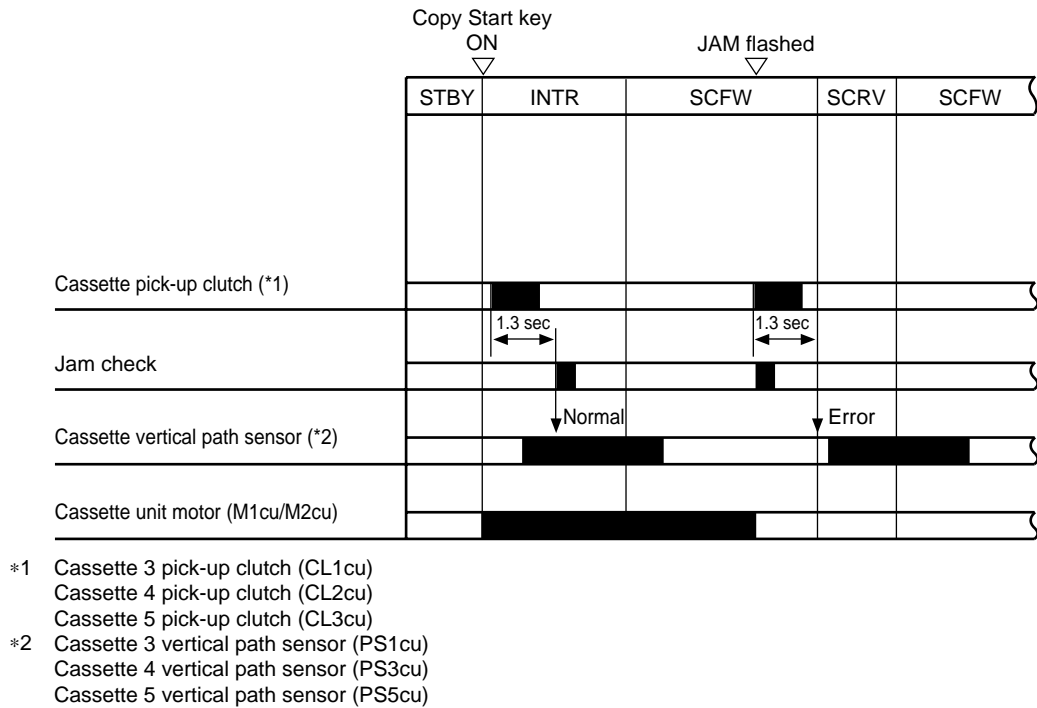 Copy Start key
ON
JAM flashed
STBY INTR SCFW SCRV SCFW
Cassette pick-up clutch (*1)
1.3 sec 1.3 sec
Jam check
Normal Error
Cassette vertical path sensor (*2)
Cassette unit motor (M1cu/M2cu)
*1 Cassette 3 pick-up clutch (CL1cu)
Cassette 4 pick-up clutch (CL2cu)
Cassette 5 pick-up clutch (CL3cu)
*2 Cassette 3 vertical path sensor (PS1cu)
Cassette 4 vertical path sensor (PS3cu)
Cassette 5 vertical path sensor (PS5cu)